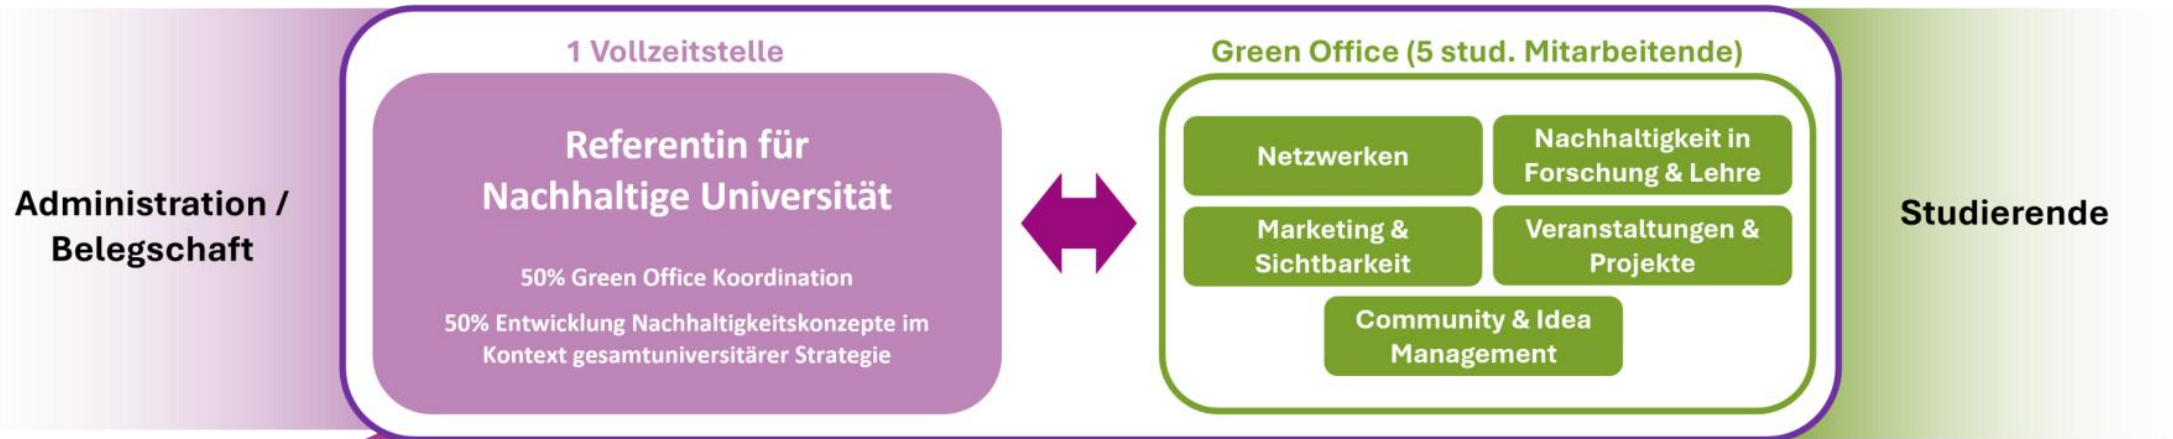 Administration /
Belegschaft
1 Vollzeitstelle
Referentin für
Nachhaltige Universität
50% Green Office Koordination
50% Entwicklung Nachhaltigkeitskonzepte im
Kontext gesamtuniversitärer Strategie
Green Office (5 stud. Mitarbeitende)
Netzwerken
Nachhaltigkeit in
Forschung & Lehre
Marketing &
Sichtbarkeit
Veranstaltungen &
Projekte
Community & Idea
Management
Studierende